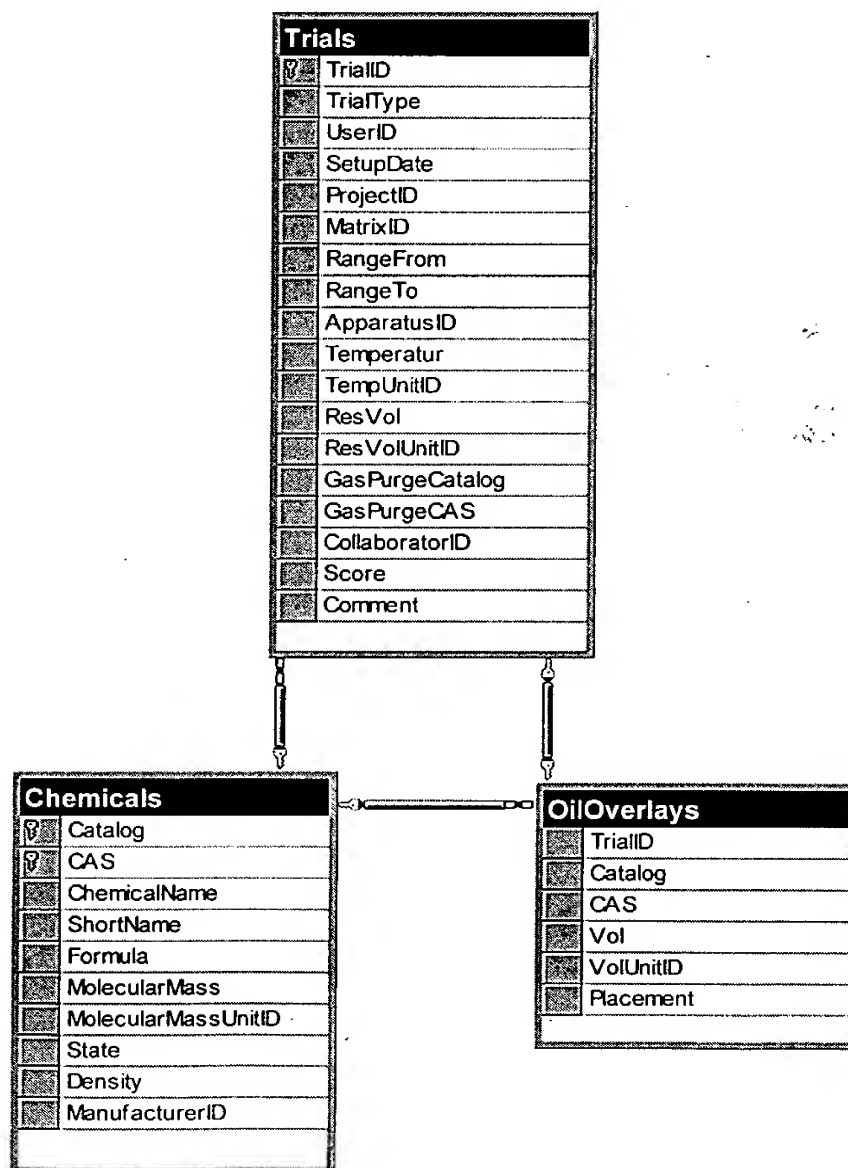 Trials
TrialID
TrialType
UserID
SetupDate
ProjectID
MatrixID
RangeFrom
RangeTo
ApparatusID
Temperatur
TempUnitID
ResVol
ResVolUnitID
GasPurgeCatalog
GasPurgeCAS
CollaboratorID
Score
Comment
Chemicals
Catalog
CAS
ChemicalName
ShortName
Formula
MolecularMass
MolecularMassUnitID
State
Density
ManufacturerID
OilOverlays
TrialID
Catalog
CAS
Vol
VolUnitID
Placement